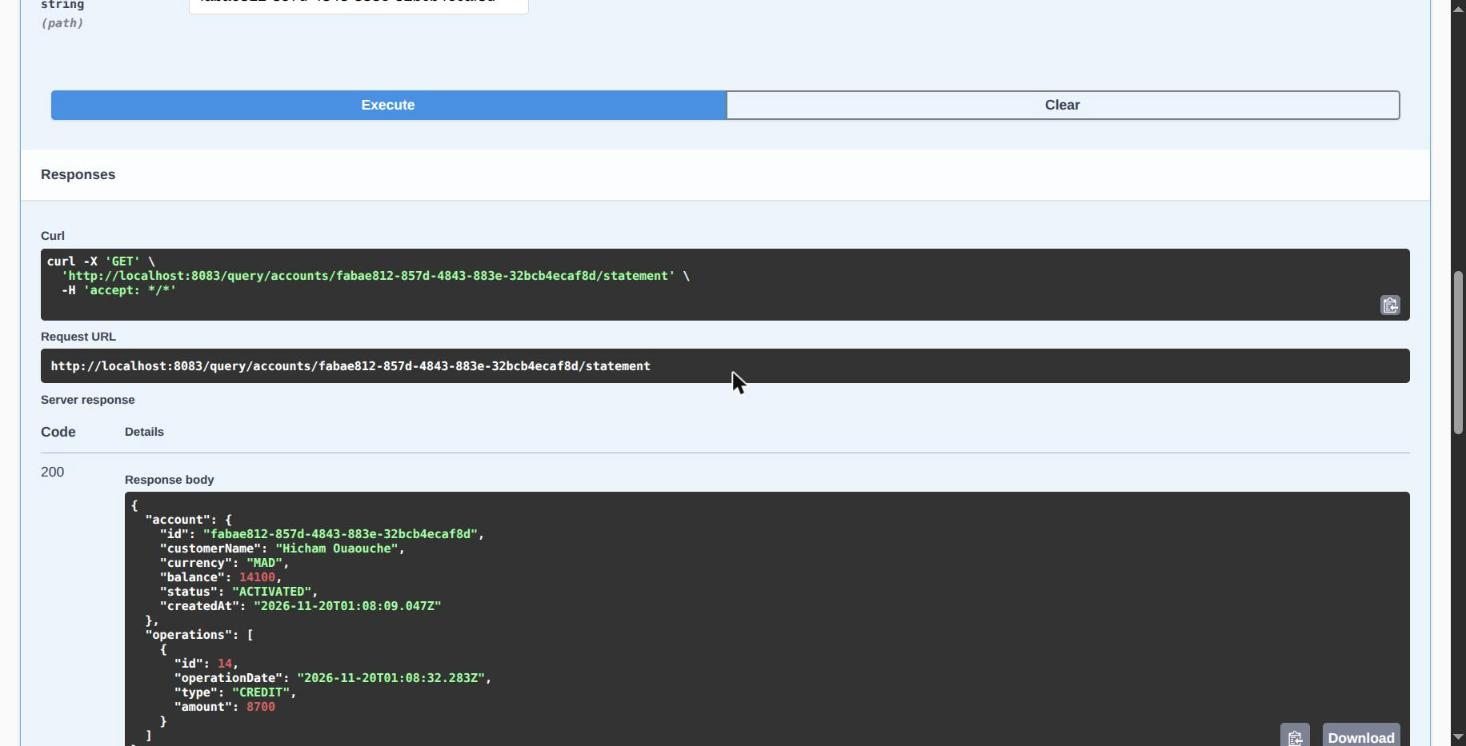 string
(path)
Execute
Clear
Responses
Curl
curl -X 'GET' \
'http://localhost:8083/query/accounts/fabae812-857d-4843-883e-32bcb4ecaf8d/statement' \
-H 'accept: */*'
Request URL
http://localhost:8083/query/accounts/fabae812-857d-4843-883e-32bcb4ecaf8d/statement
Server response
Code Details
200
Response body
{
"account": {
"id": "fabae812-857d-4843-883e-32bcb4ecaf8d",
"customerName": "Hicham Ouaouche",
"currency": "MAD",
"balance": 14100,
"status": "ACTIVATED",
"createdAt": "2026-11-20T01:08:09.047Z"
},
"operations": [
{
"id": 14,
"operationDate": "2026-11-20T01:08:32.283Z",
"type": "CREDIT",
"amount": 8700
}
]
Download